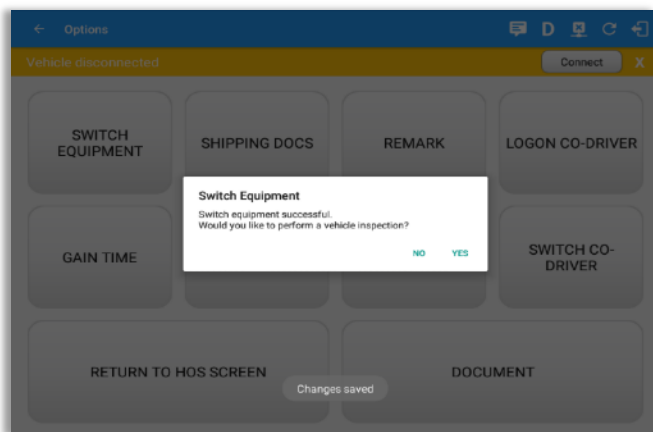 Options
D
Vehicle disconnected
Connect
X
SWITCH
EQUIPMENT
SHIPPING DOCS
REMARK
LOGON CO-DRIVER
Switch Equipment
Switch equipment successful.
Would you like to perform a vehicle inspection?
NO
YES
GAIN TIME
SWITCH CO-
DRIVER
RETURN TO HOS SCREEN
DOCUMENT
Changes saved